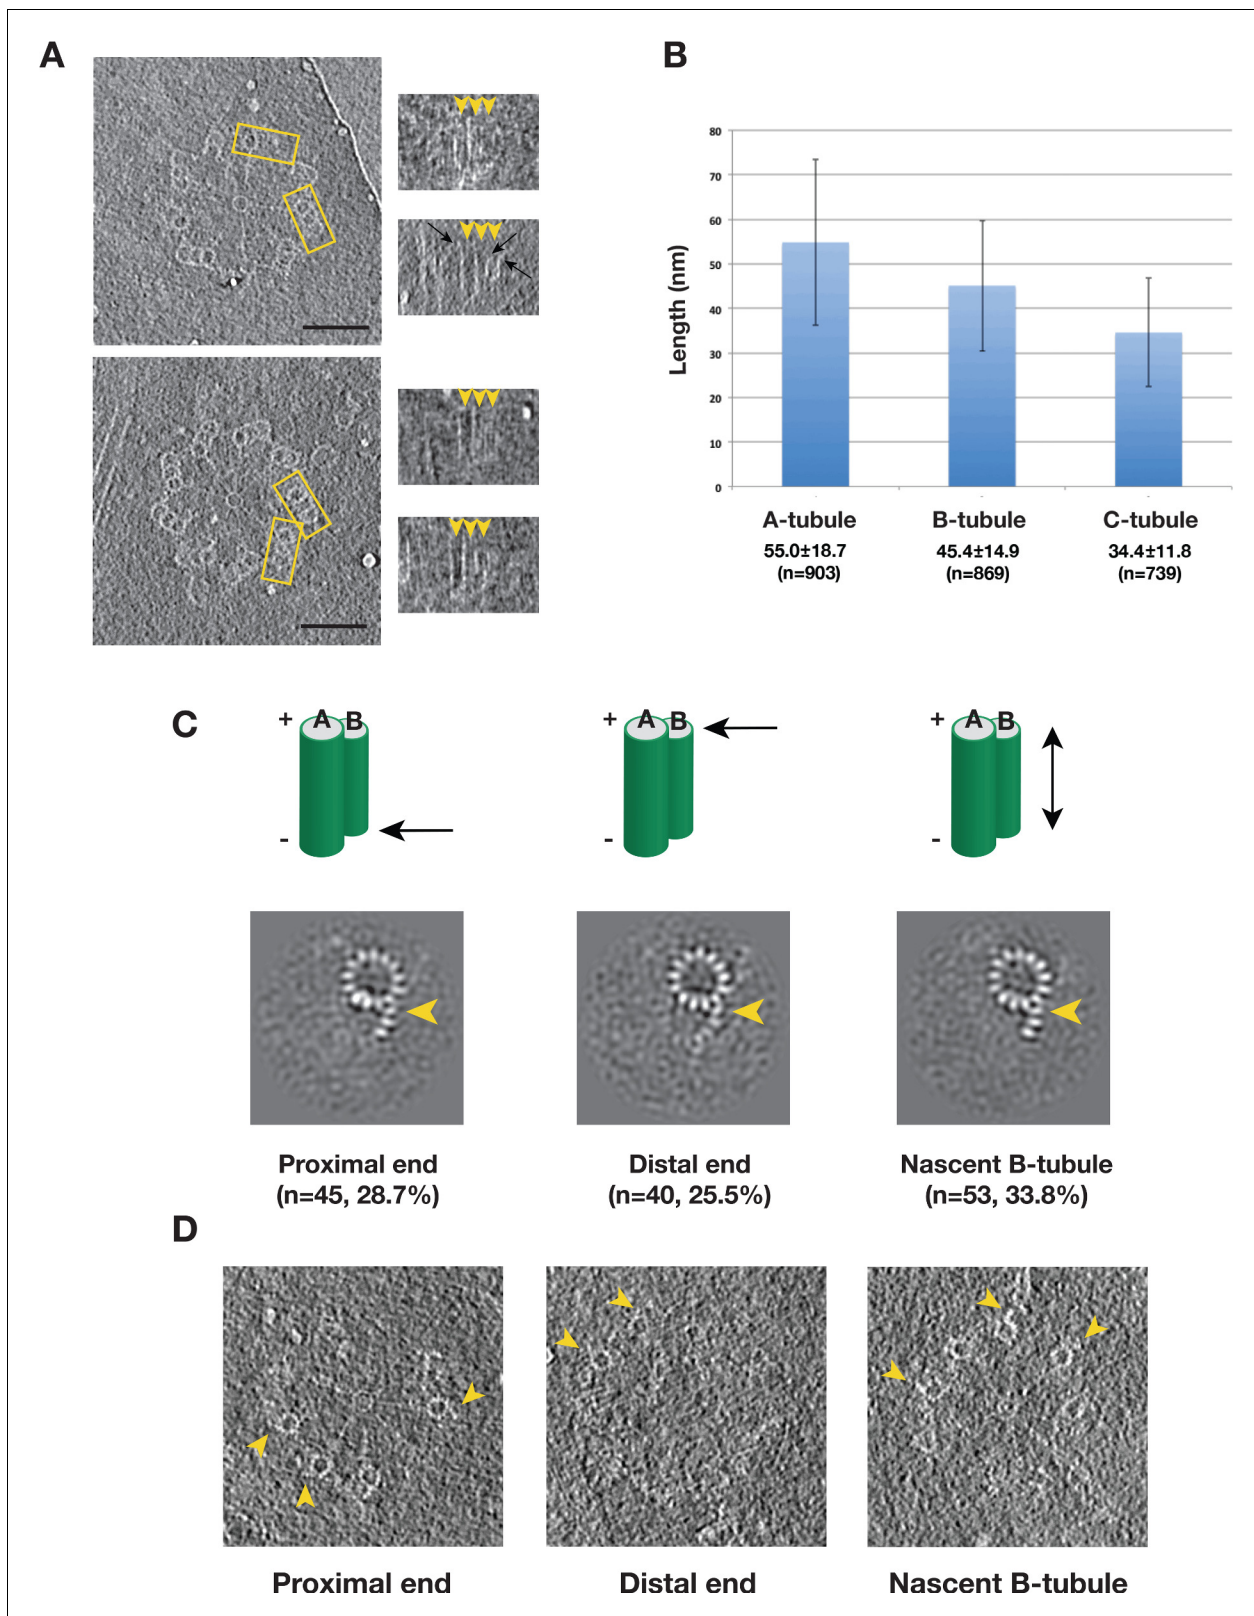 A
B
80
70
60
50
40
30
20
10
0
Length (nm)
A-tubule
B-tubule
C-tubule
55.0±18.7
45.4±14.9
34.4±11.8
(n=903)
(n=869)
(n=739)
C
+ A B
-
+ A B
-
+ A B
-
Proximal end
(n=45, 28.7%)
Distal end
(n=40, 25.5%)
Nascent B-tubule
(n=53, 33.8%)
D
Proximal end
Distal end
Nascent B-tubule